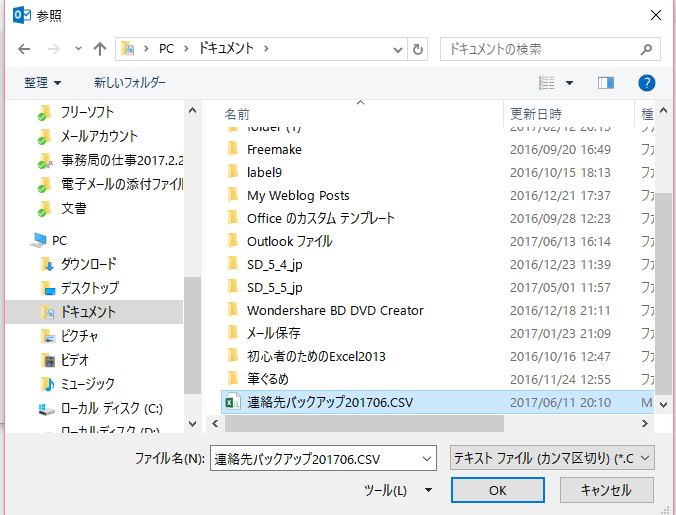 参照
PC
ドキュメント
ドキュメントの検索
整理
新しいフォルダー
フリーソフト
メールアカウント
事務局の仕事2017.2.2
電子メールの添付ファイル
文書
PC
ダウンロード
デスクトップ
ドキュメント
ピクチャ
ビデオ
ミュージック
ローカル ディスク (C:)
ローカル ディスク (D:)
名前 更新日時 種
folder (1) 2017/02/12 20:15 ファ
Freemake 2016/09/20 16:49 ファ
label9 2016/10/15 18:13 ファ
My Weblog Posts 2016/12/21 17:37 ファ
Office のカスタム テンプレート 2016/09/28 12:23 ファ
Outlook ファイル 2017/06/13 16:14 ファ
SD_5_4_jp 2016/12/23 11:39 ファ
SD_5_5_jp 2017/05/01 11:57 ファ
Wondershare BD DVD Creator 2016/12/18 21:11 ファ
メール保存 2017/01/23 21:09 ファ
初心者のためのExcel2013 2016/10/16 12:47 ファ
筆ぐるめ 2016/11/24 12:55 ファ
連絡先バックアップ201706.CSV 2017/06/11 20:10 M
ファイル名(N): 連絡先バックアップ201706.CSV テキスト ファイル (カンマ区切り) (*.C
ツール(L) OK キャンセル